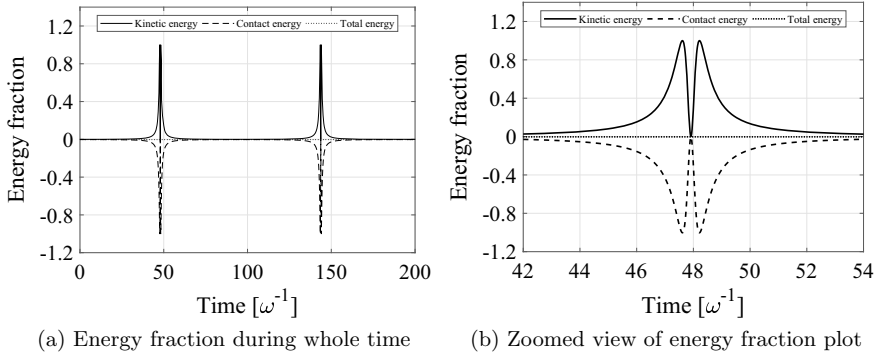 Kinetic energy Contact energy Total energy
1.2
0.8
0.4
0
-0.4
-0.8
-1.2
Energy fraction
0 50 100 150 200
Time [ω⁻¹]
(a) Energy fraction during whole time
Kinetic energy Contact energy Total energy
1.2
0.8
0.4
0
-0.4
-0.8
-1.2
Energy fraction
42 44 46 48 50 52 54
Time [ω⁻¹]
(b) Zoomed view of energy fraction plot